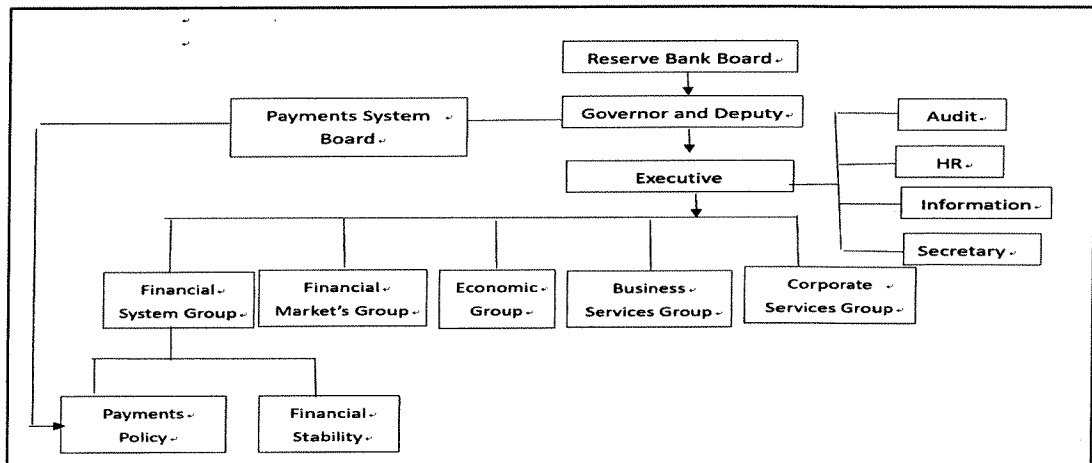 Reserve Bank Board
Payments System
Board
Governor and Deputy
Audit
HR
Executive
Information
Secretary
Financial
System Group
Financial
Market's Group
Economic
Group
Business
Services Group
Corporate
Services Group
Payments
Policy
Financial
Stability